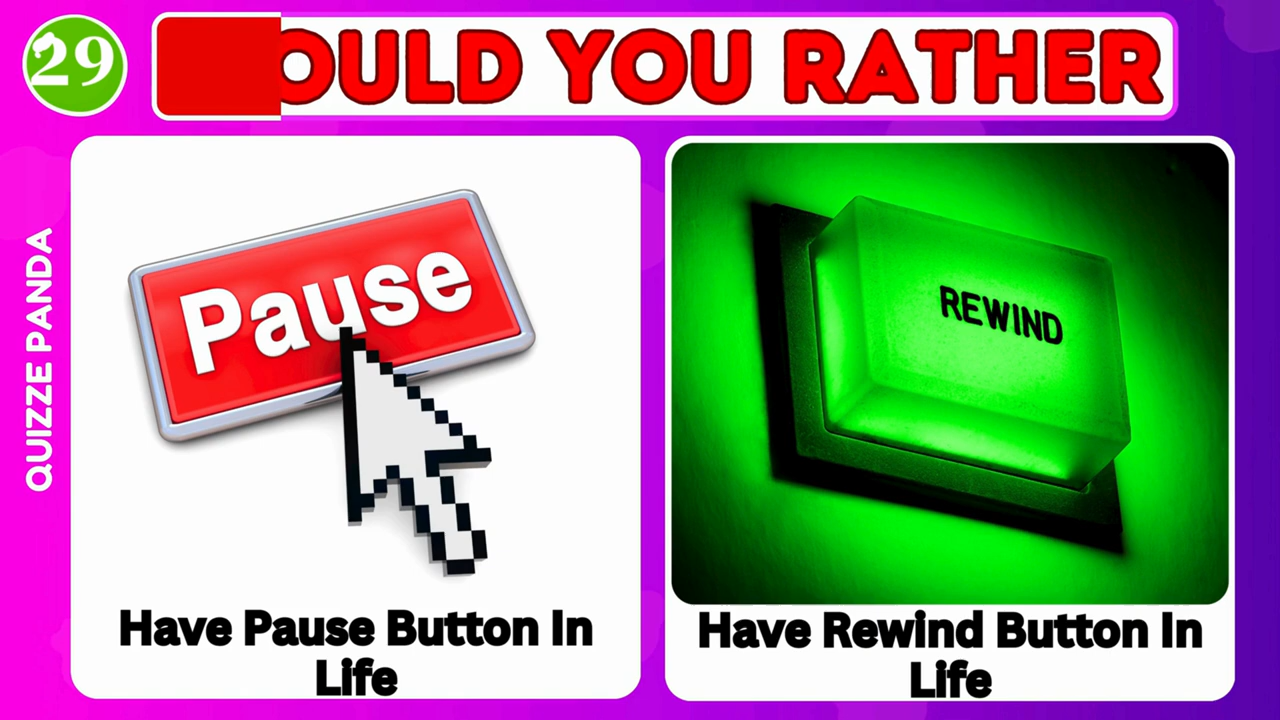 29
OULD YOU RATHER
QUIZZE PANDA
Pause
REWIND
Have Pause Button In
Life
Have Rewind Button In
Life